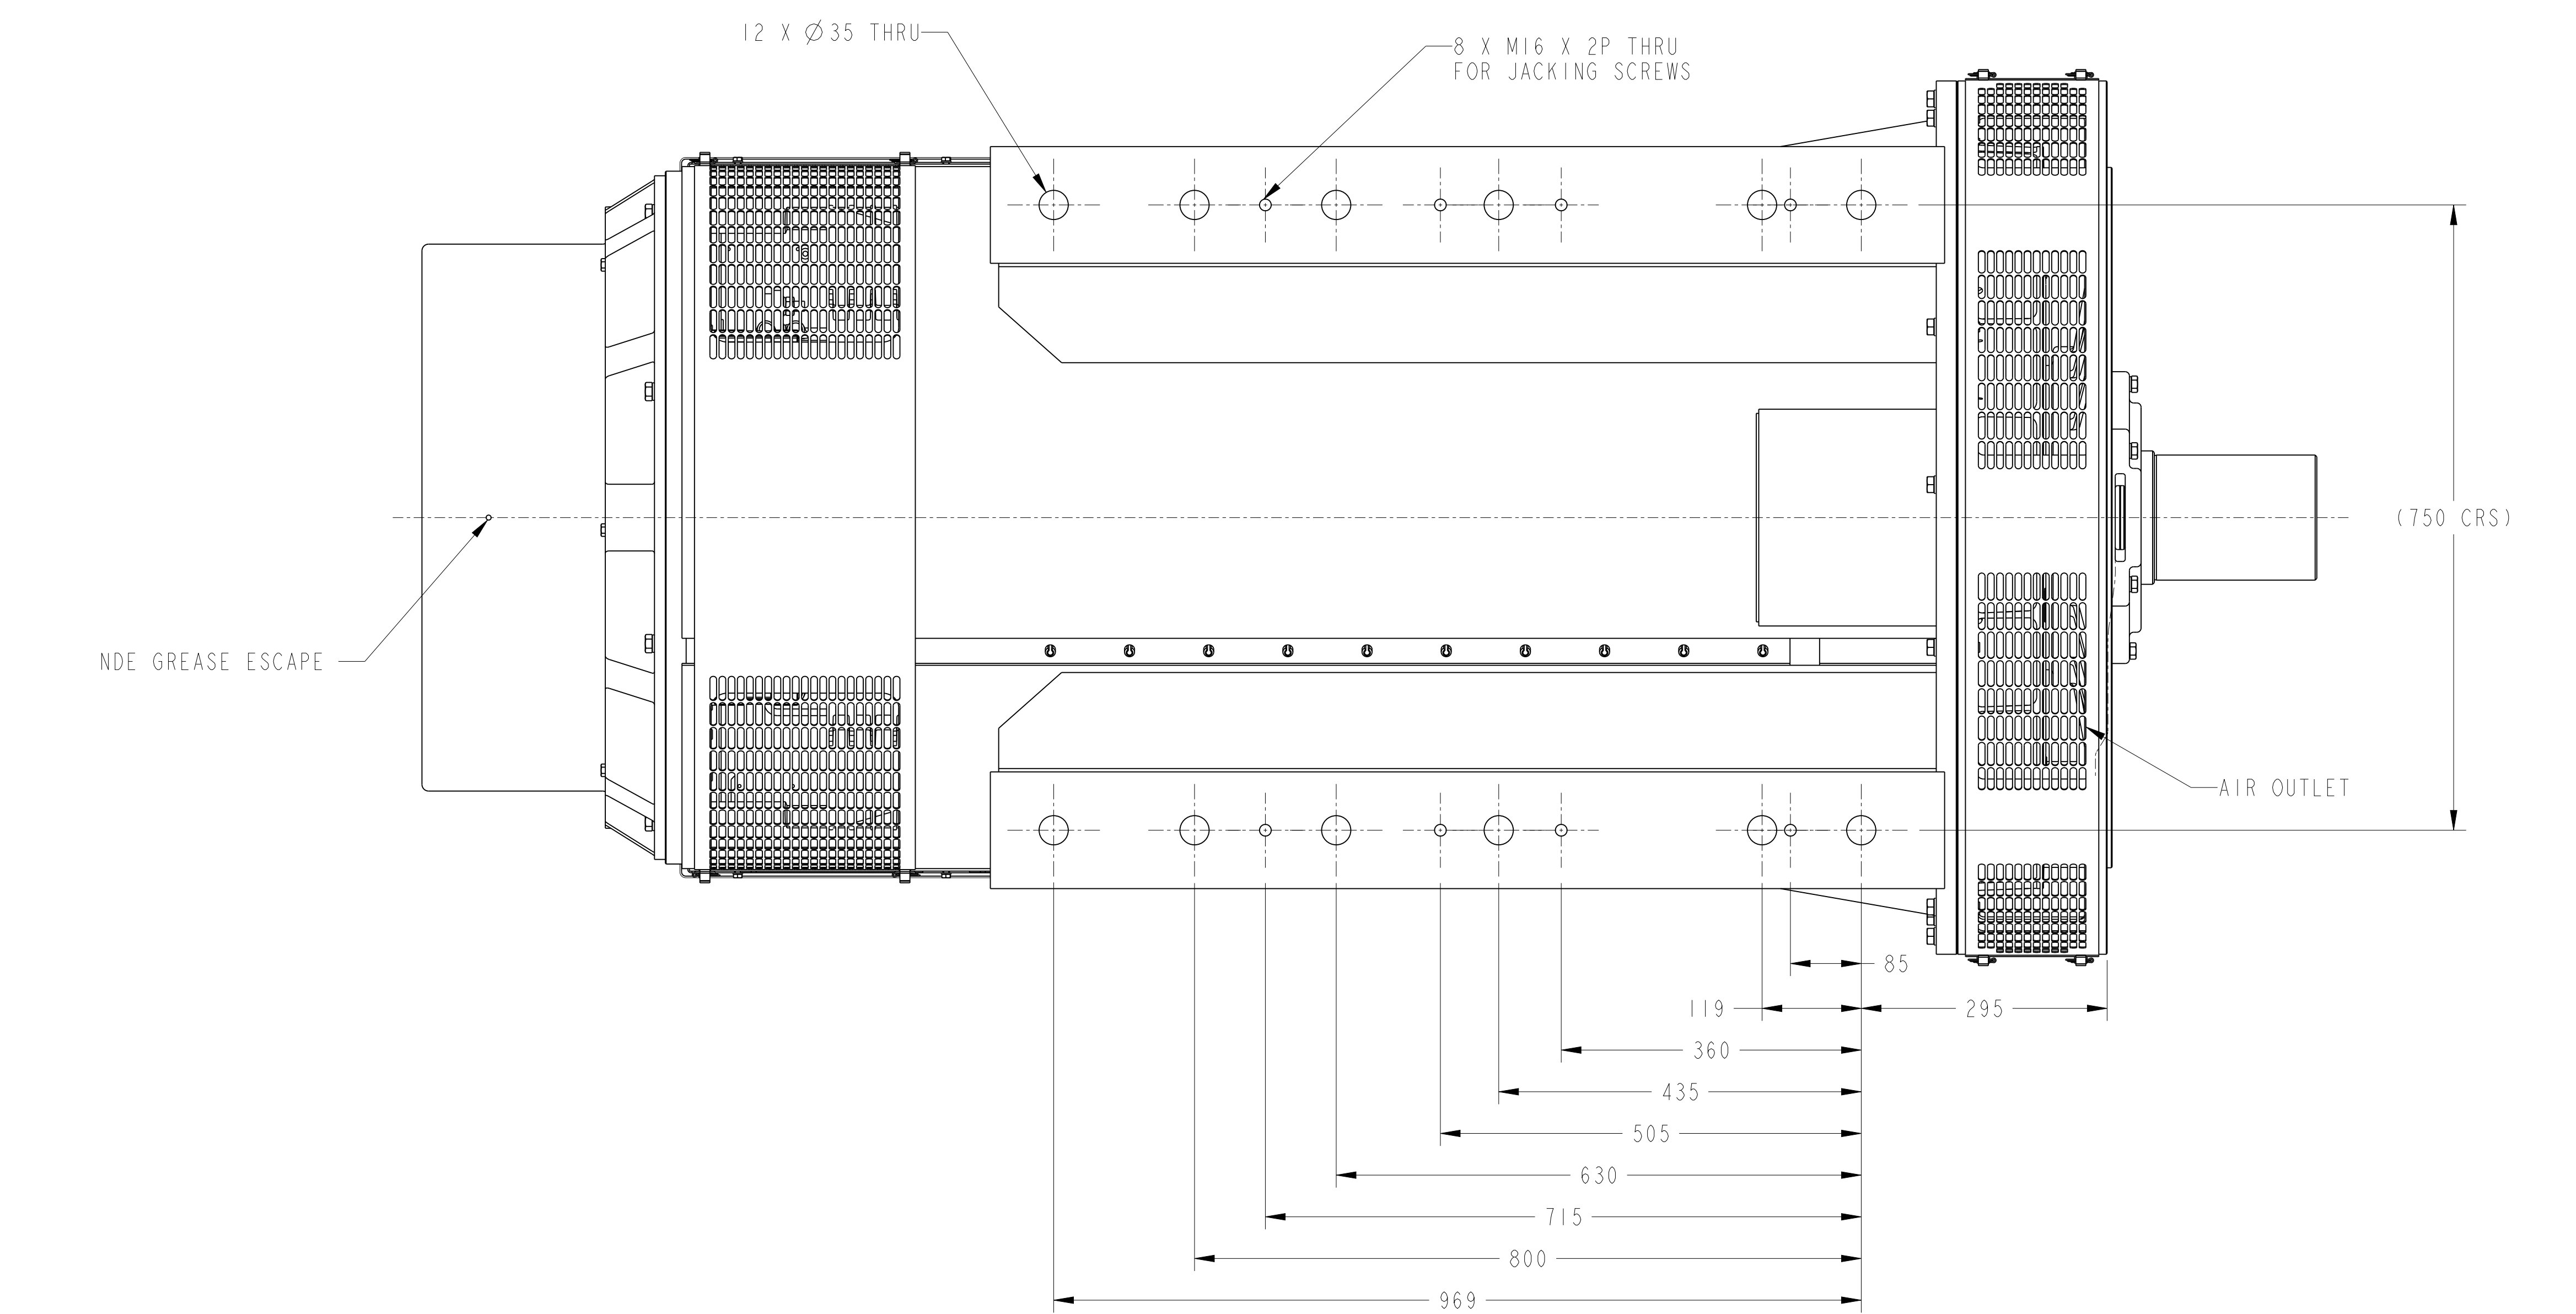 12 X Ø35 THRU
8 X M16 X 2P THRU
FOR JACKING SCREWS
(750 CRS)
NDE GREASE ESCAPE
AIR OUTLET
85
119
295
360
435
505
630
715
800
969